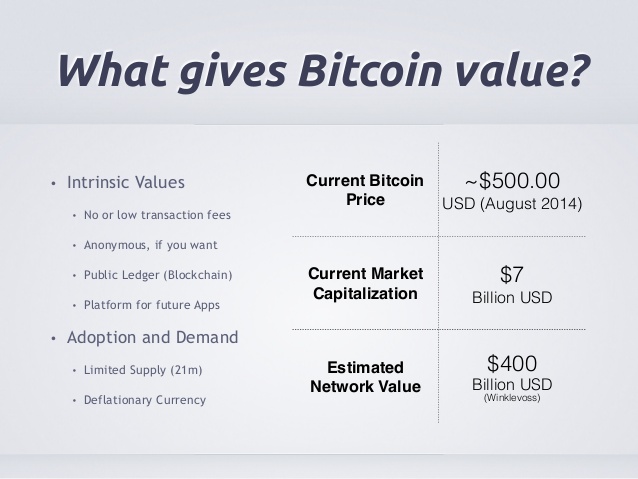 What gives Bitcoin value?
• Intrinsic Values
• No or low transaction fees
• Anonymous, if you want
• Public Ledger (Blockchain)
• Platform for future Apps
• Adoption and Demand
• Limited Supply (21m)
• Deflationary Currency
Current Bitcoin
Price
~$500.00
USD (August 2014)
Current Market
Capitalization
$7
Billion USD
Estimated
Network Value
$400
Billion USD
(Winklevoss)